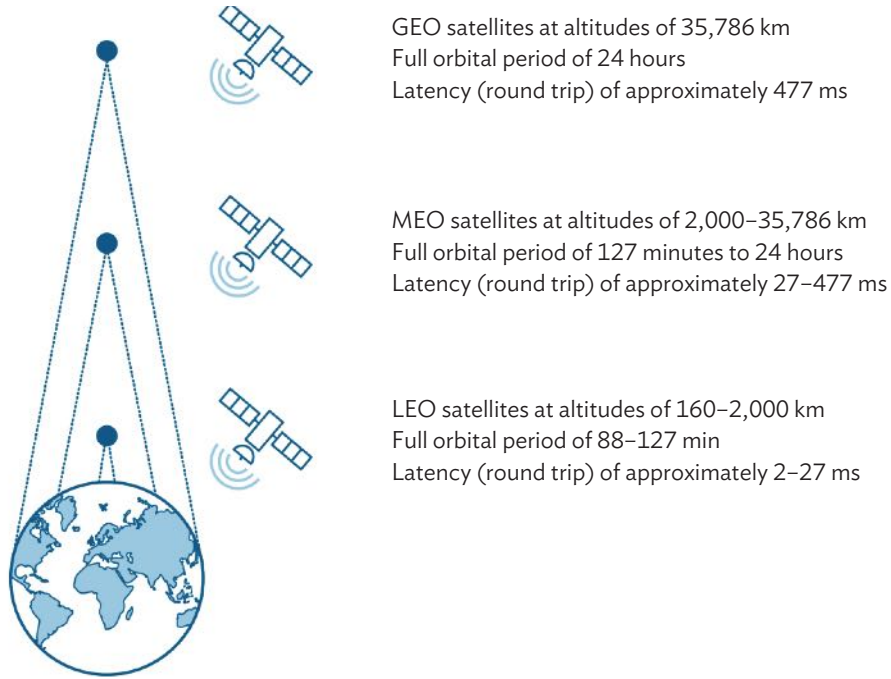 GEO satellites at altitudes of 35,786 km
Full orbital period of 24 hours
Latency (round trip) of approximately 477 ms
MEO satellites at altitudes of 2,000–35,786 km
Full orbital period of 127 minutes to 24 hours
Latency (round trip) of approximately 27–477 ms
LEO satellites at altitudes of 160–2,000 km
Full orbital period of 88–127 min
Latency (round trip) of approximately 2–27 ms